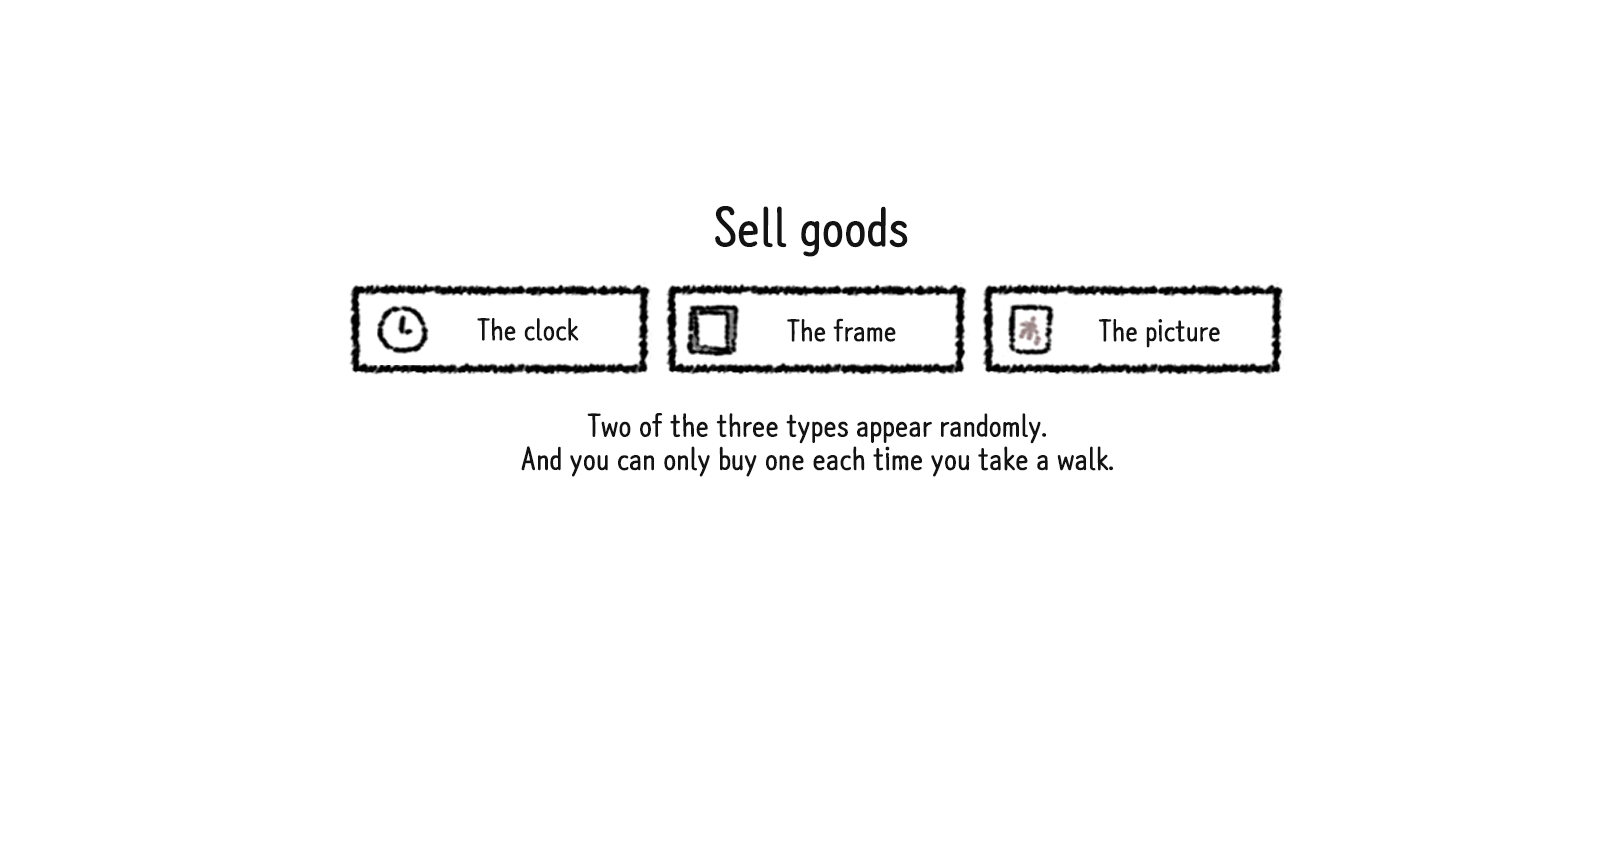 Sell goods
The clock
The frame
The picture
Two of the three types appear randomly.
And you can only buy one each time you take a walk.